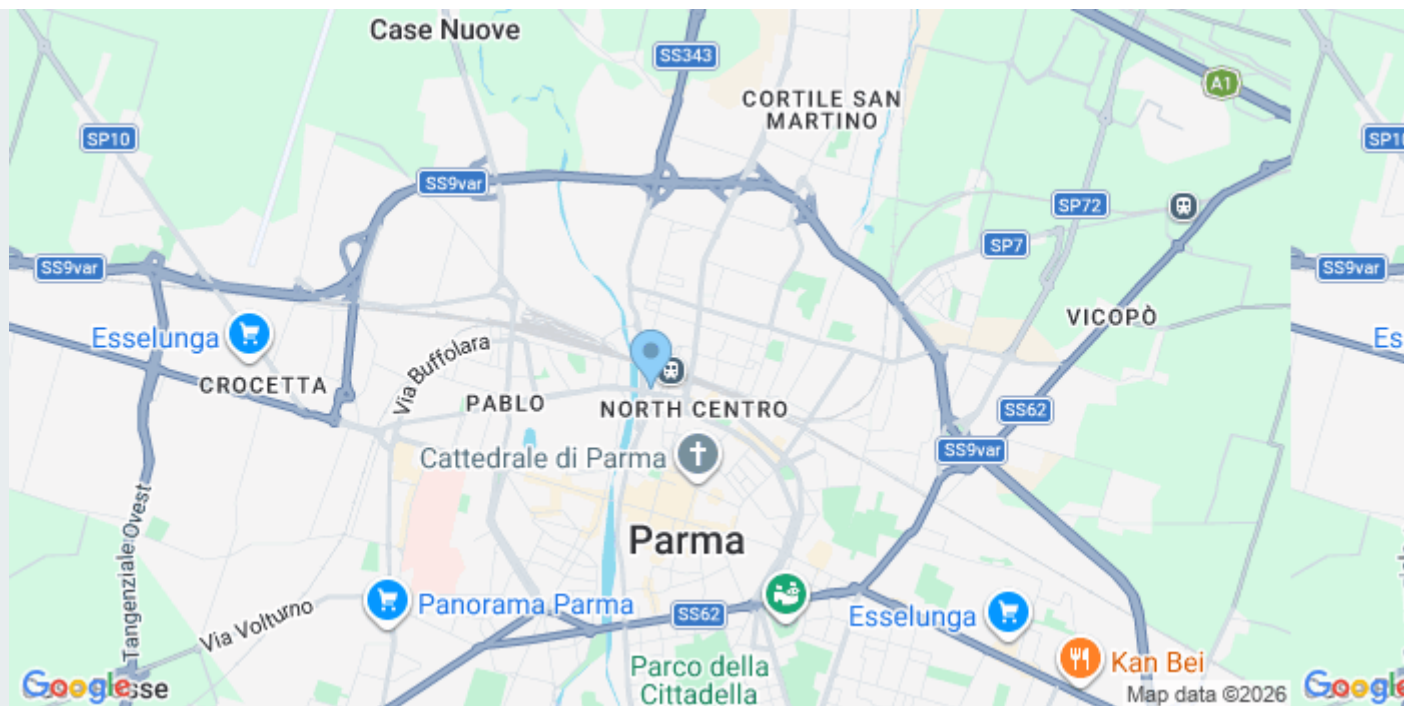 Case Nuove
SS343
A1
CORTILE SAN
MARTINO
SP10
SP10
SS9var
SP72
SP7
SS9var
SS9var
VICOPÒ
Esselunga
Via Buffolara
CROCETTA
PABLO
NORTH CENTRO
SS62
Cattedrale di Parma
SS9var
Tangenziale Ovest
Parma
Panorama Parma
SS62
Esselunga
Via Volturno
Parco della
Cittadella
Kan Bei
Google
Map data ©2026
Google